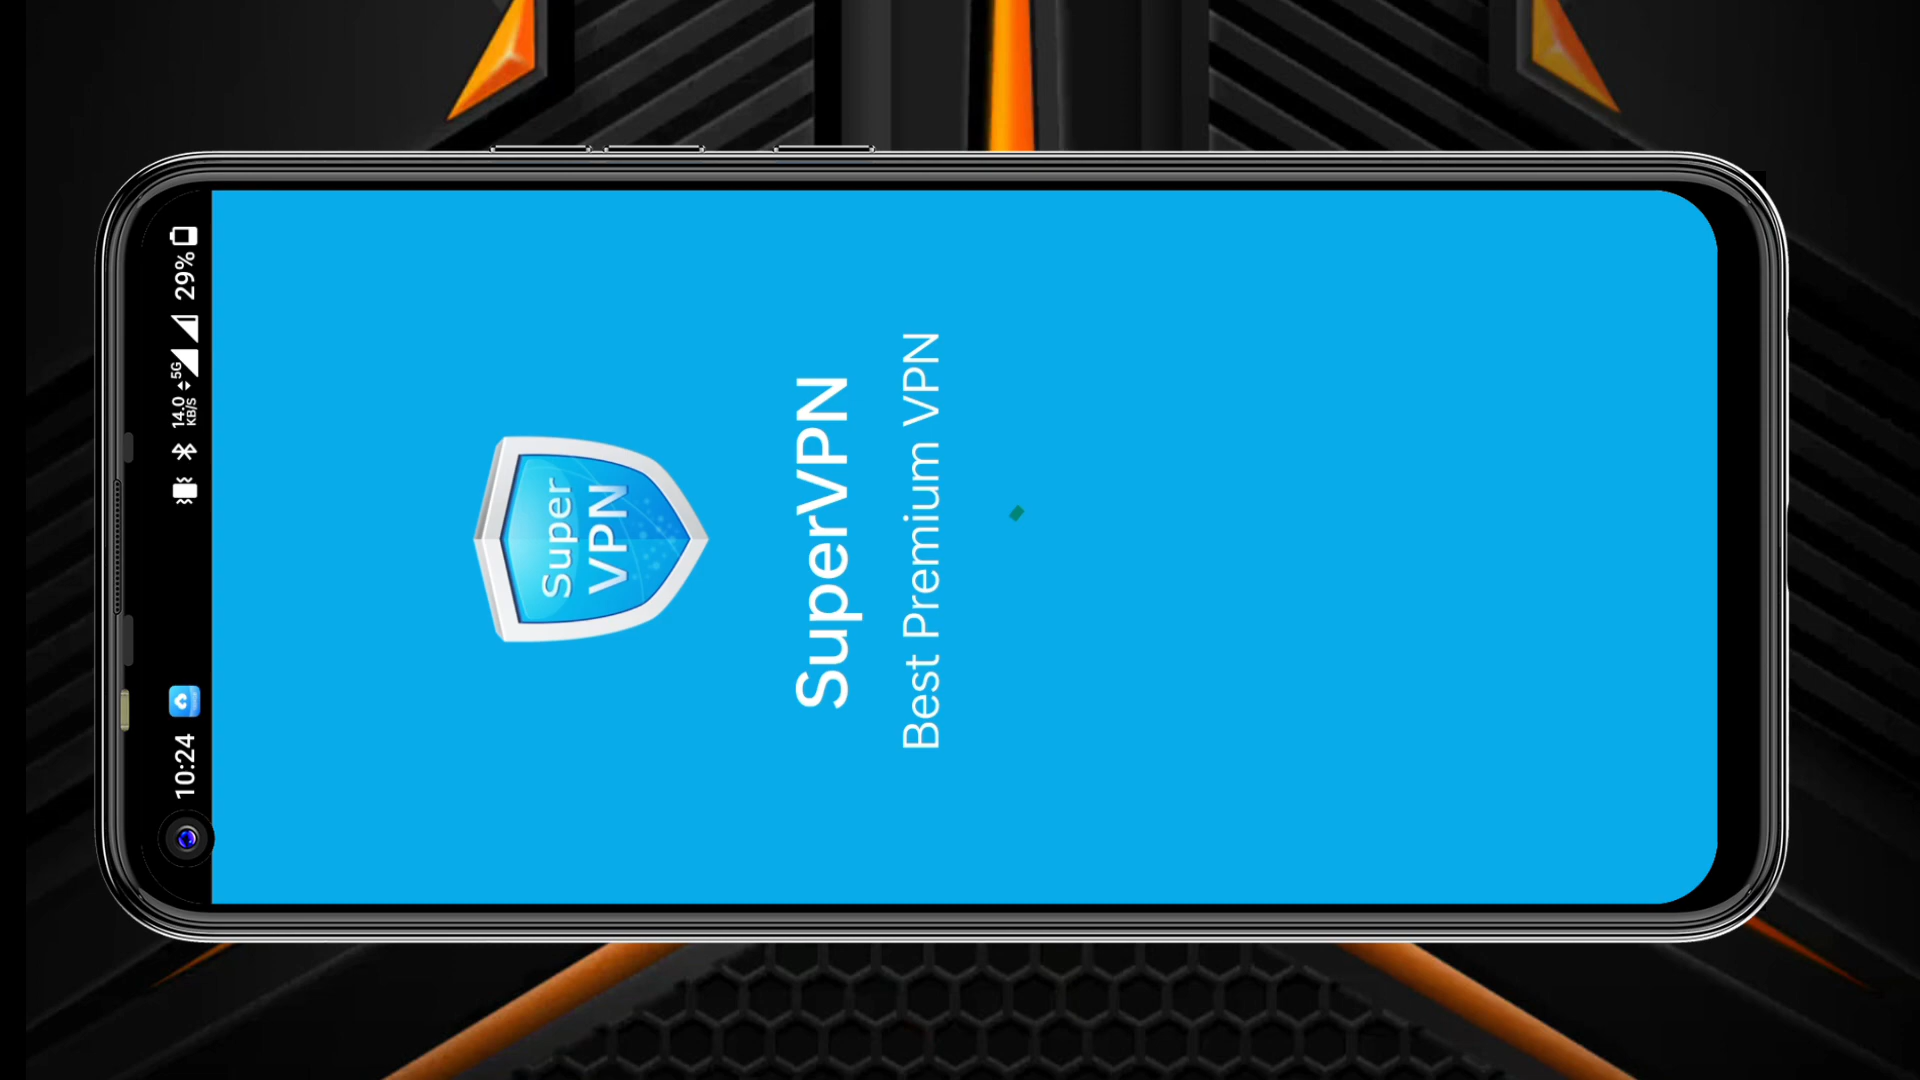 10:24
14.0
KB/S
5G
29%
Super
VPN
SuperVPN
Best Premium VPN